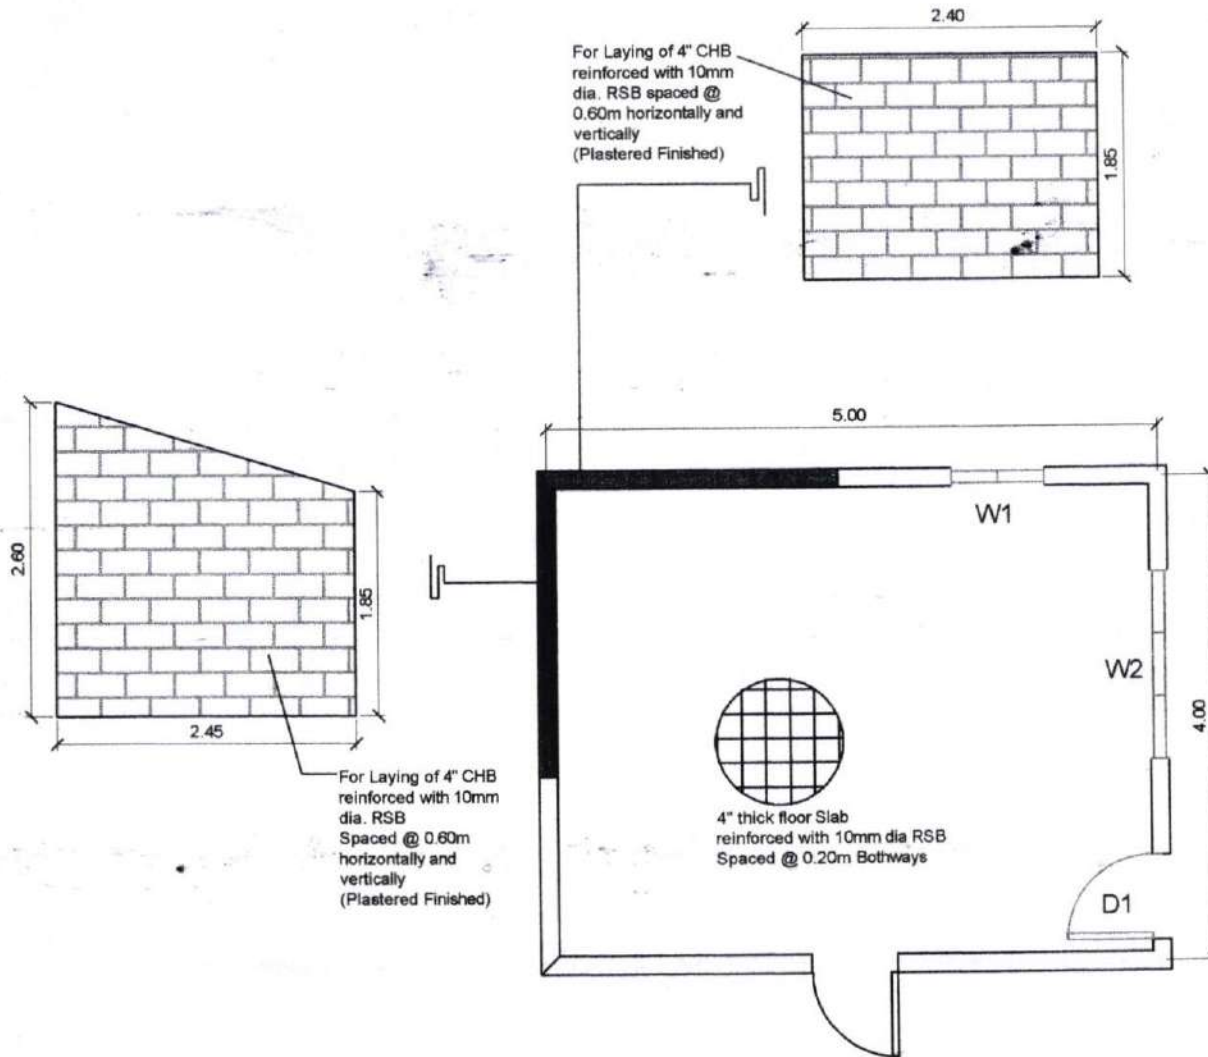 2.40
For Laying of 4" CHB
reinforced with 10mm
dia. RSB spaced @
0.60m horizontally and
vertically
(Plastered Finished)
1.85
5.00
W1
2.60
1.85
W2
4.00
2.45
For Laying of 4" CHB
reinforced with 10mm
dia. RSB
Spaced @ 0.60m
horizontally and
vertically
(Plastered Finished)
4" thick floor Slab
reinforced with 10mm dia RSB
Spaced @ 0.20m Bothways
D1